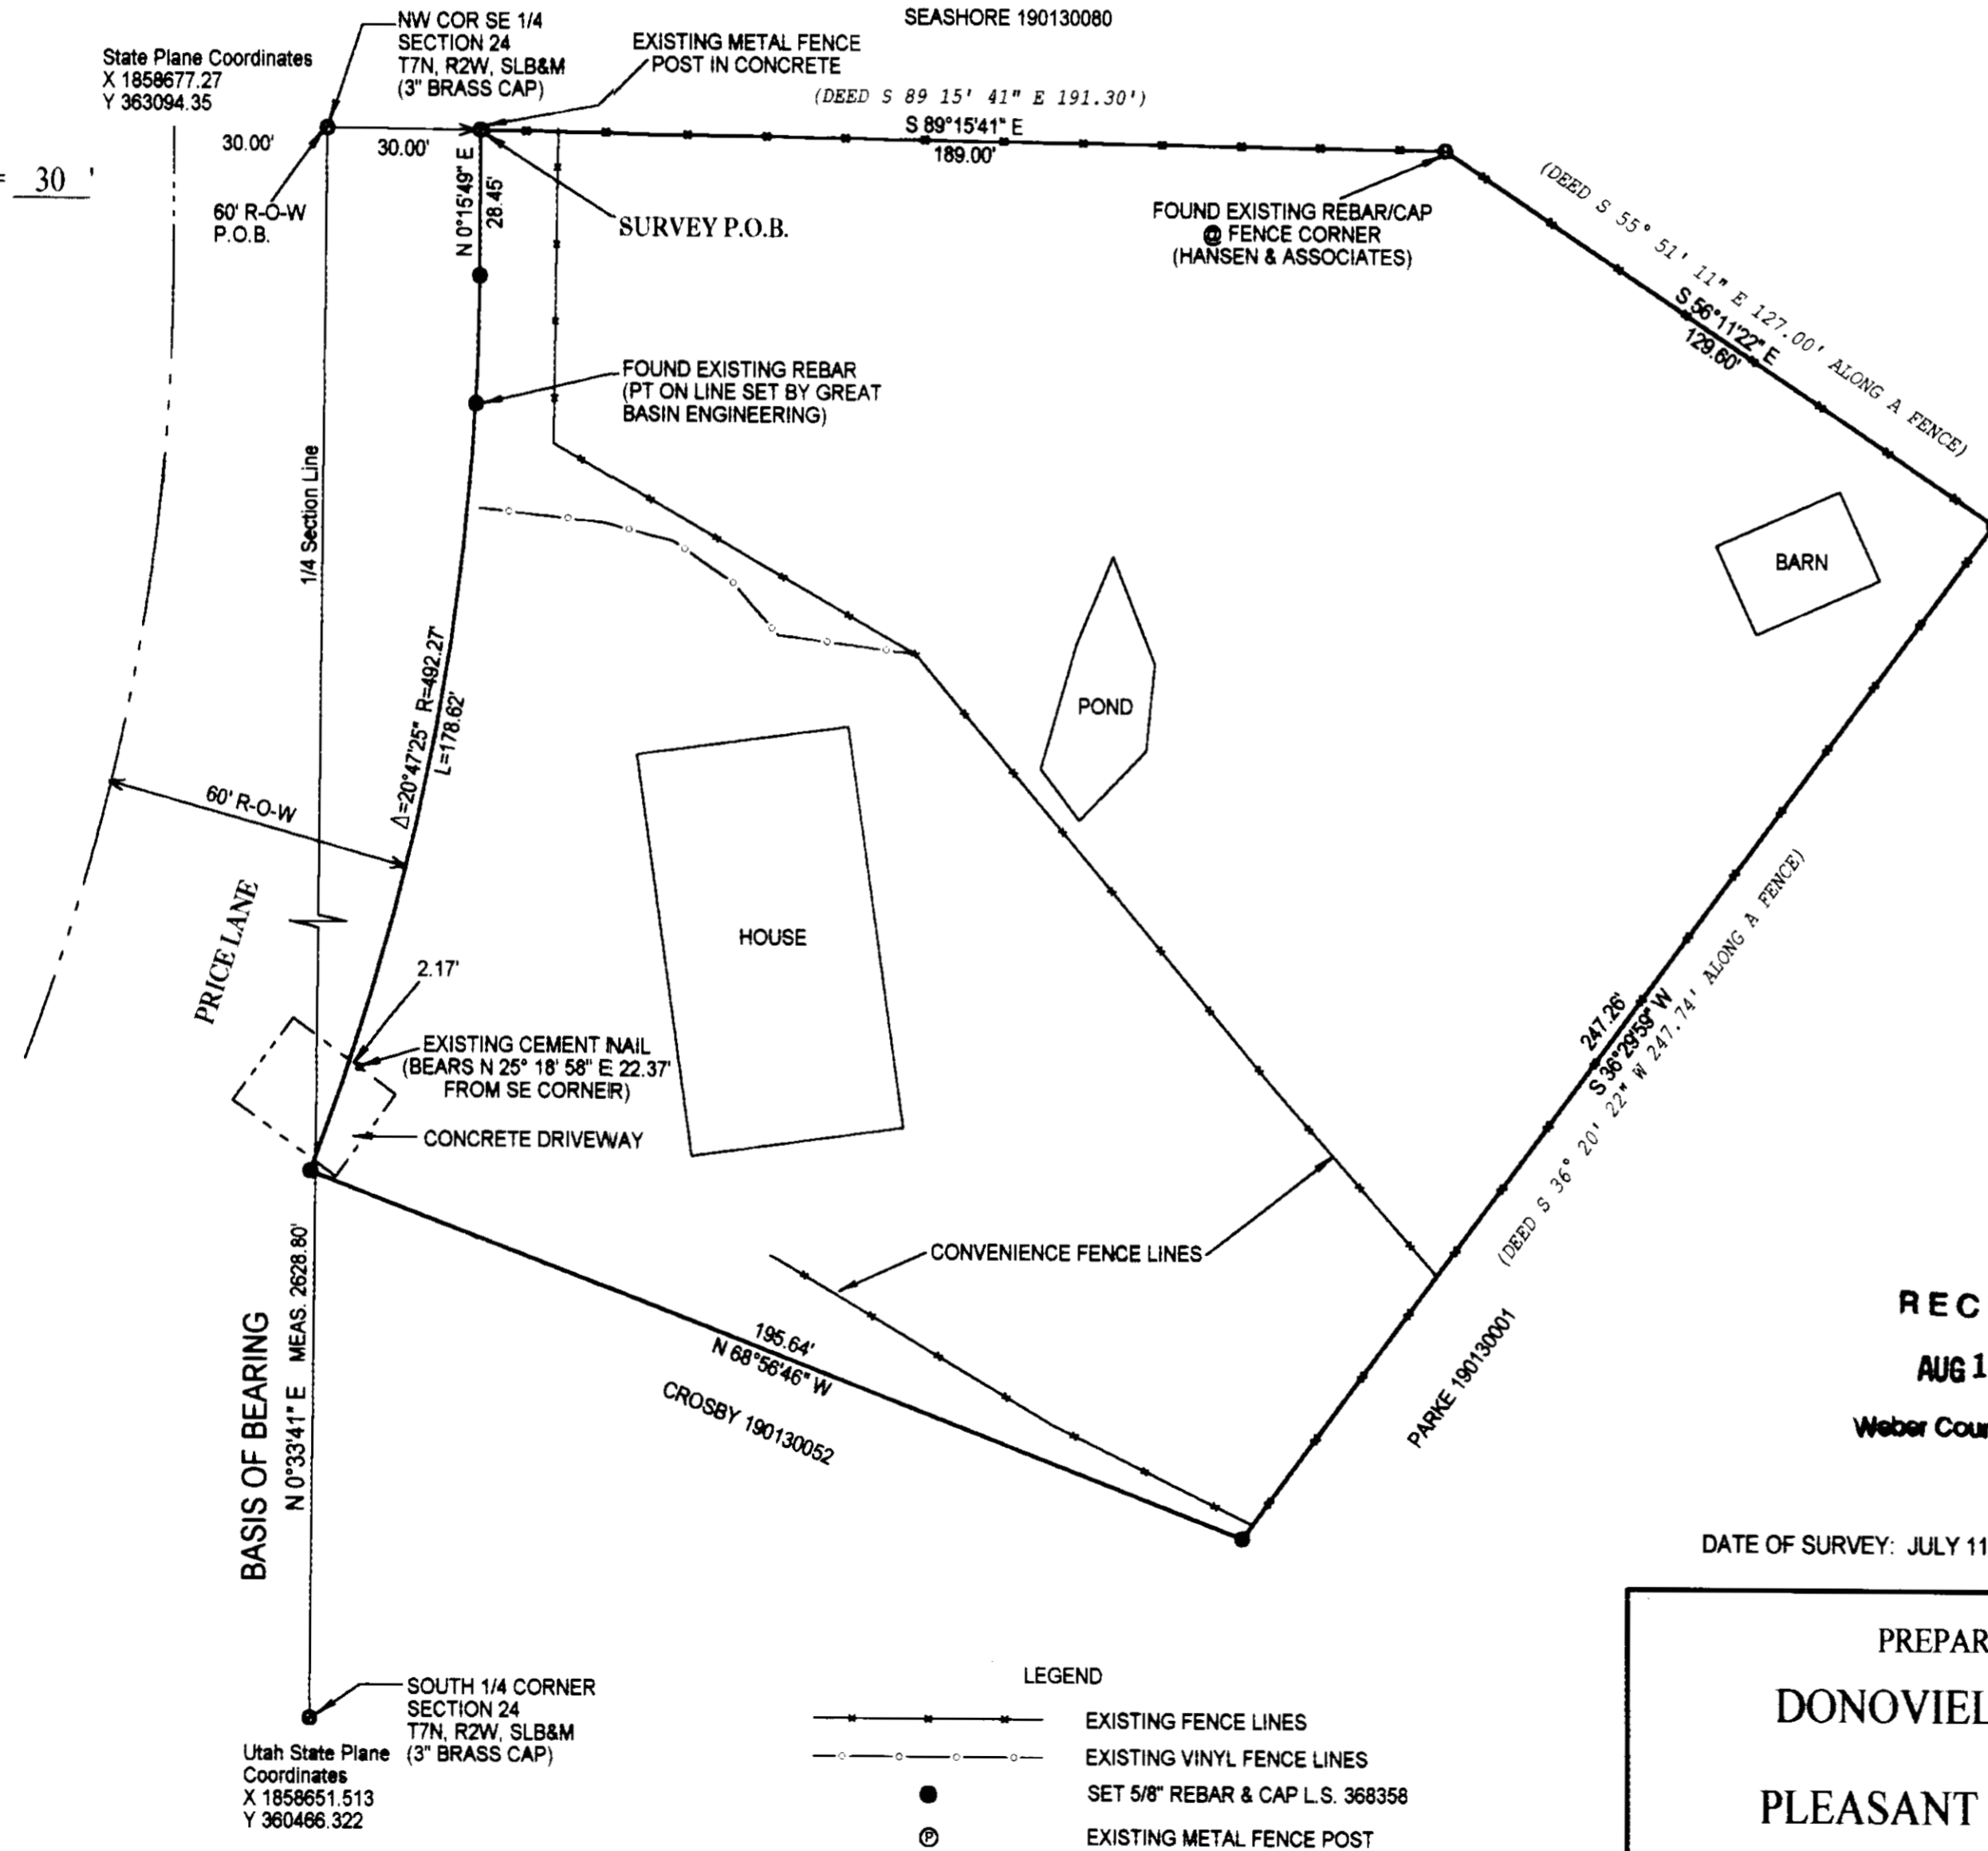 SEASHORE 190130080
NW COR SE 1/4
SECTION 24
T7N, R2W, SLB&M
(3" BRASS CAP)
State Plane Coordinates
X 1858677.27
Y 363094.35
EXISTING METAL FENCE
POST IN CONCRETE
(DEED S 89 15' 41" E 191.30')
S 89°15'41" E
189.00'
30.00'
30.00'
= 30 '
60' R-O-W
P.O.B.
N 0°15'49" E
28.45'
SURVEY P.O.B.
FOUND EXISTING REBAR/CAP
@ FENCE CORNER
(HANSEN & ASSOCIATES)
(DEED S 55° 51' 11" E 127.00' ALONG A FENCE)
S 56°11'22" E
129.60'
FOUND EXISTING REBAR
(PT ON LINE SET BY GREAT
BASIN ENGINEERING)
1/4 Section Line
BARN
POND
Δ=20°47'25" R=492.27'
L=178.62'
60' R-O-W
PRICE LANE
HOUSE
2.17'
EXISTING CEMENT NAIL
(BEARS N 25° 18' 58" E 22.37'
FROM SE CORNER)
CONCRETE DRIVEWAY
247.26'
S 36°29'59" W
(DEED S 36° 20' 22" W 247.74' ALONG A FENCE)
CONVENIENCE FENCE LINES
BASIS OF BEARING
N 0°33'41" E MEAS. 2628.80'
195.64'
N 68°56'46" W
CROSBY 190130052
PARKE 190130001
REC
AUG 1
Weber Cou
DATE OF SURVEY: JULY 11
PREPAR
DONOVIEL
PLEASANT
SOUTH 1/4 CORNER
SECTION 24
T7N, R2W, SLB&M
(3" BRASS CAP)
Utah State Plane
Coordinates
X 1858651.513
Y 360466.322
LEGEND
EXISTING FENCE LINES
EXISTING VINYL FENCE LINES
SET 5/8" REBAR & CAP L.S. 368358
P EXISTING METAL FENCE POST